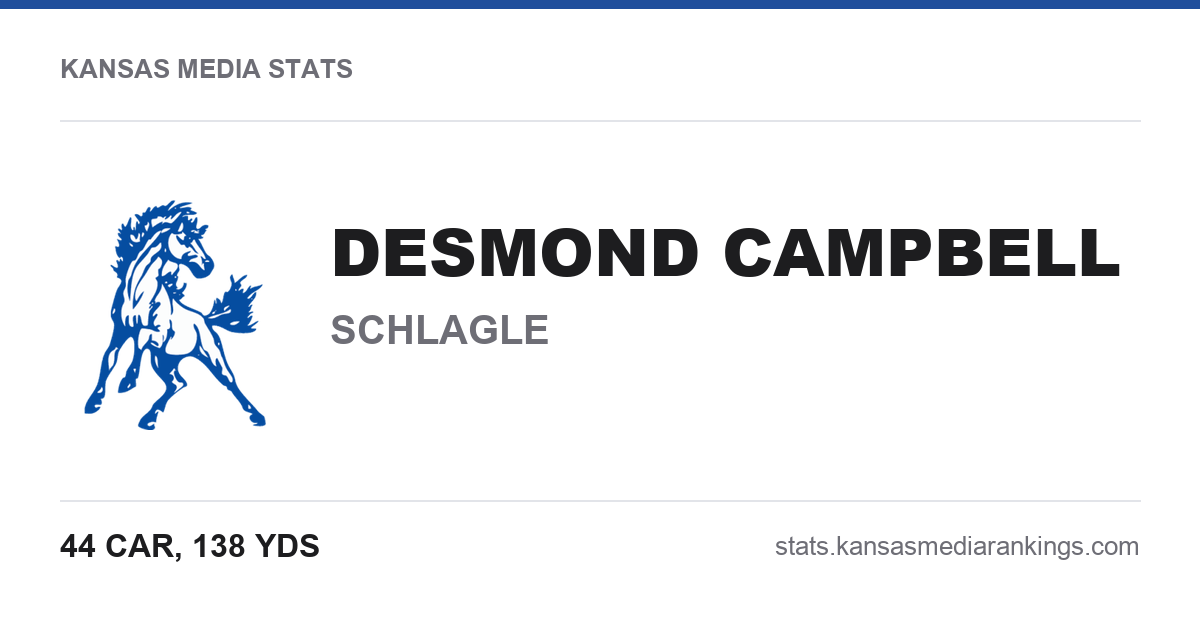 KANSAS MEDIA STATS
DESMOND CAMPBELL
SCHLAGLE
44 CAR, 138 YDS
stats.kansasmediarankings.com